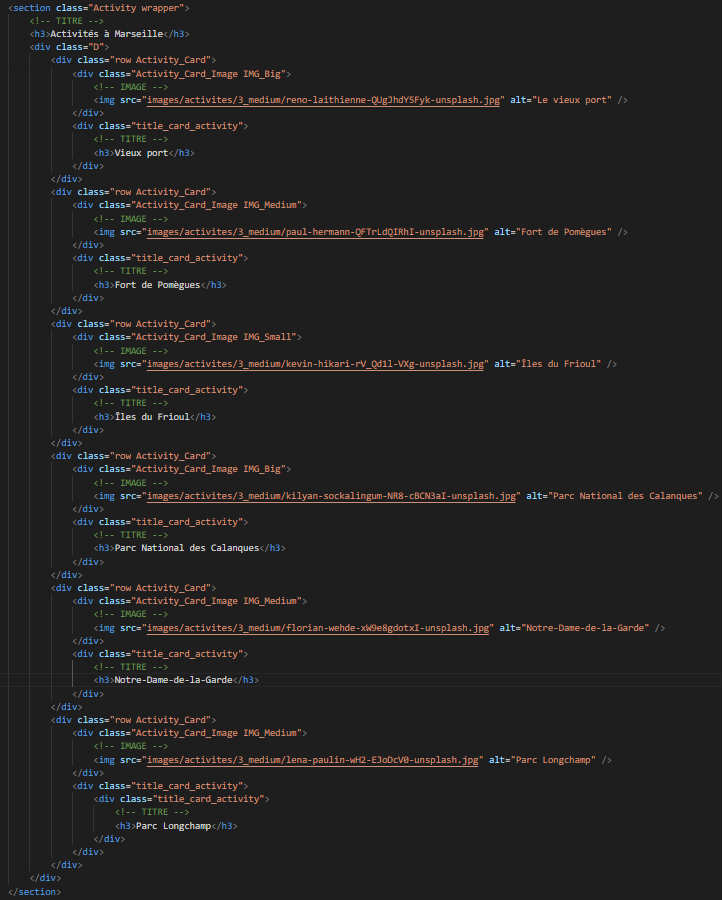 <section class="Activity wrapper">
<!-- TITRE -->
<h3>Activités à Marseille</h3>
<div class="D">
<div class="row Activity_Card">
<div class="Activity_Card_Image IMG_Big">
<!-- IMAGE -->
<img src="images/activites/3_medium/reno-laithienne-QUgJhdY5Fyk-unsplash.jpg" alt="Le vieux port" />
</div>
<div class="title_card_activity">
<!-- TITRE -->
<h3>Vieux port</h3>
</div>
</div>
<div class="row Activity_Card">
<div class="Activity_Card_Image IMG_Medium">
<!-- IMAGE -->
<img src="images/activites/3_medium/paul-hermann-QFTrLdQIRhI-unsplash.jpg" alt="Fort de Pomègues" />
</div>
<div class="title_card_activity">
<!-- TITRE -->
<h3>Fort de Pomègues</h3>
</div>
</div>
<div class="row Activity_Card">
<div class="Activity_Card_Image IMG_Small">
<!-- IMAGE -->
<img src="images/activites/3_medium/kevin-hikari-rV_Qd1l-VXg-unsplash.jpg" alt="Îles du Frioul" />
</div>
<div class="title_card_activity">
<!-- TITRE -->
<h3>Îles du Frioul</h3>
</div>
</div>
<div class="row Activity_Card">
<div class="Activity_Card_Image IMG_Big">
<!-- IMAGE -->
<img src="images/activites/3_medium/kilyan-sockalingum-NR8-cBCN3aI-unsplash.jpg" alt="Parc National des Calanques" />
</div>
<div class="title_card_activity">
<!-- TITRE -->
<h3>Parc National des Calanques</h3>
</div>
</div>
<div class="row Activity_Card">
<div class="Activity_Card_Image IMG_Medium">
<!-- IMAGE -->
<img src="images/activites/3_medium/florian-wehde-xW9e8gdotxI-unsplash.jpg" alt="Notre-Dame-de-la-Garde" />
</div>
<div class="title_card_activity">
<!-- TITRE -->
<h3>Notre-Dame-de-la-Garde</h3>
</div>
</div>
<div class="row Activity_Card">
<div class="Activity_Card_Image IMG_Medium">
<!-- IMAGE -->
<img src="images/activites/3_medium/lena-paulin-wH2-EJoDcV0-unsplash.jpg" alt="Parc Longchamp" />
</div>
<div class="title_card_activity">
<div class="title_card_activity">
<!-- TITRE -->
<h3>Parc Longchamp</h3>
</div>
</div>
</div>
</div>
</section>